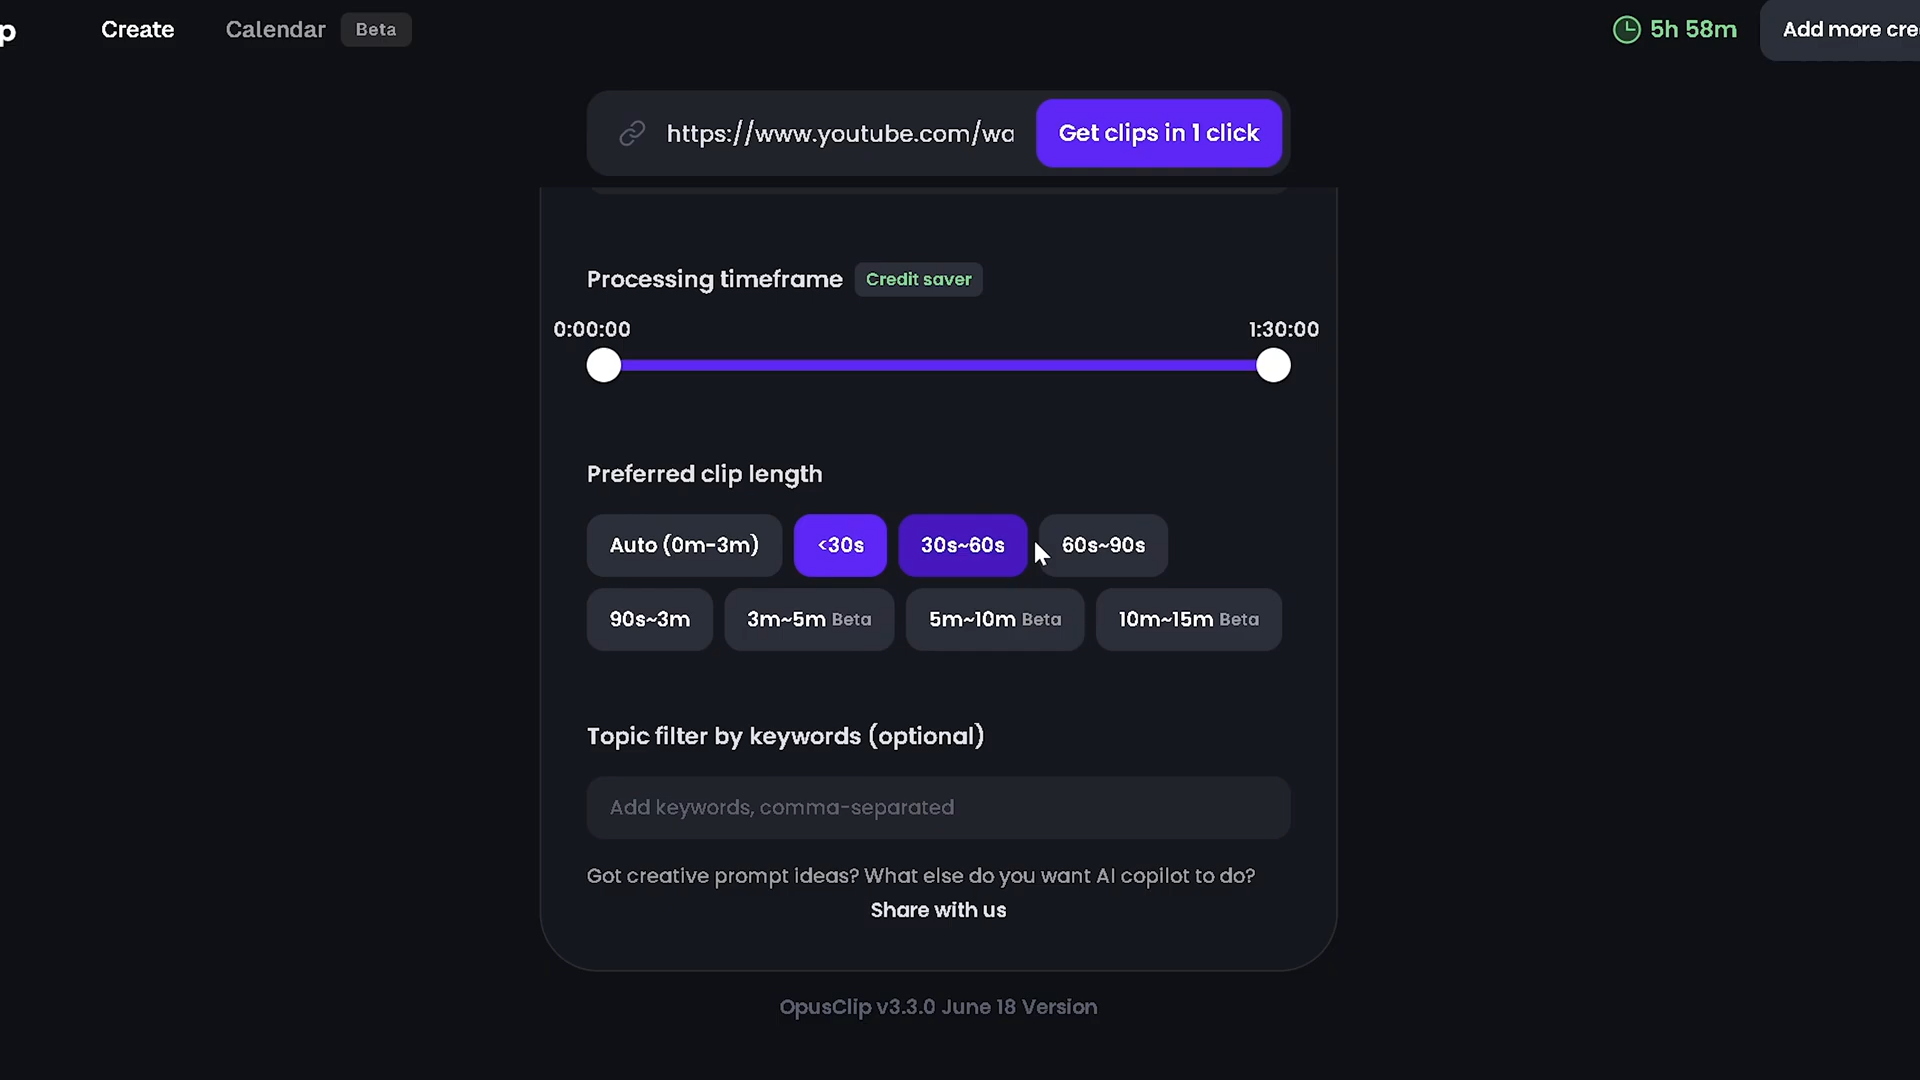 p Create Calendar Beta 5h 58m Add more cre
https://www.youtube.com/wa Get clips in 1 click
Processing timeframe Credit saver
0:00:00 1:30:00
Preferred clip length
Auto (0m-3m) <30s 30s~60s 60s~90s
90s~3m 3m~5m Beta 5m~10m Beta 10m~15m Beta
Topic filter by keywords (optional)
Add keywords, comma-separated
Got creative prompt ideas? What else do you want AI copilot to do?
Share with us
OpusClip v3.3.0 June 18 Version